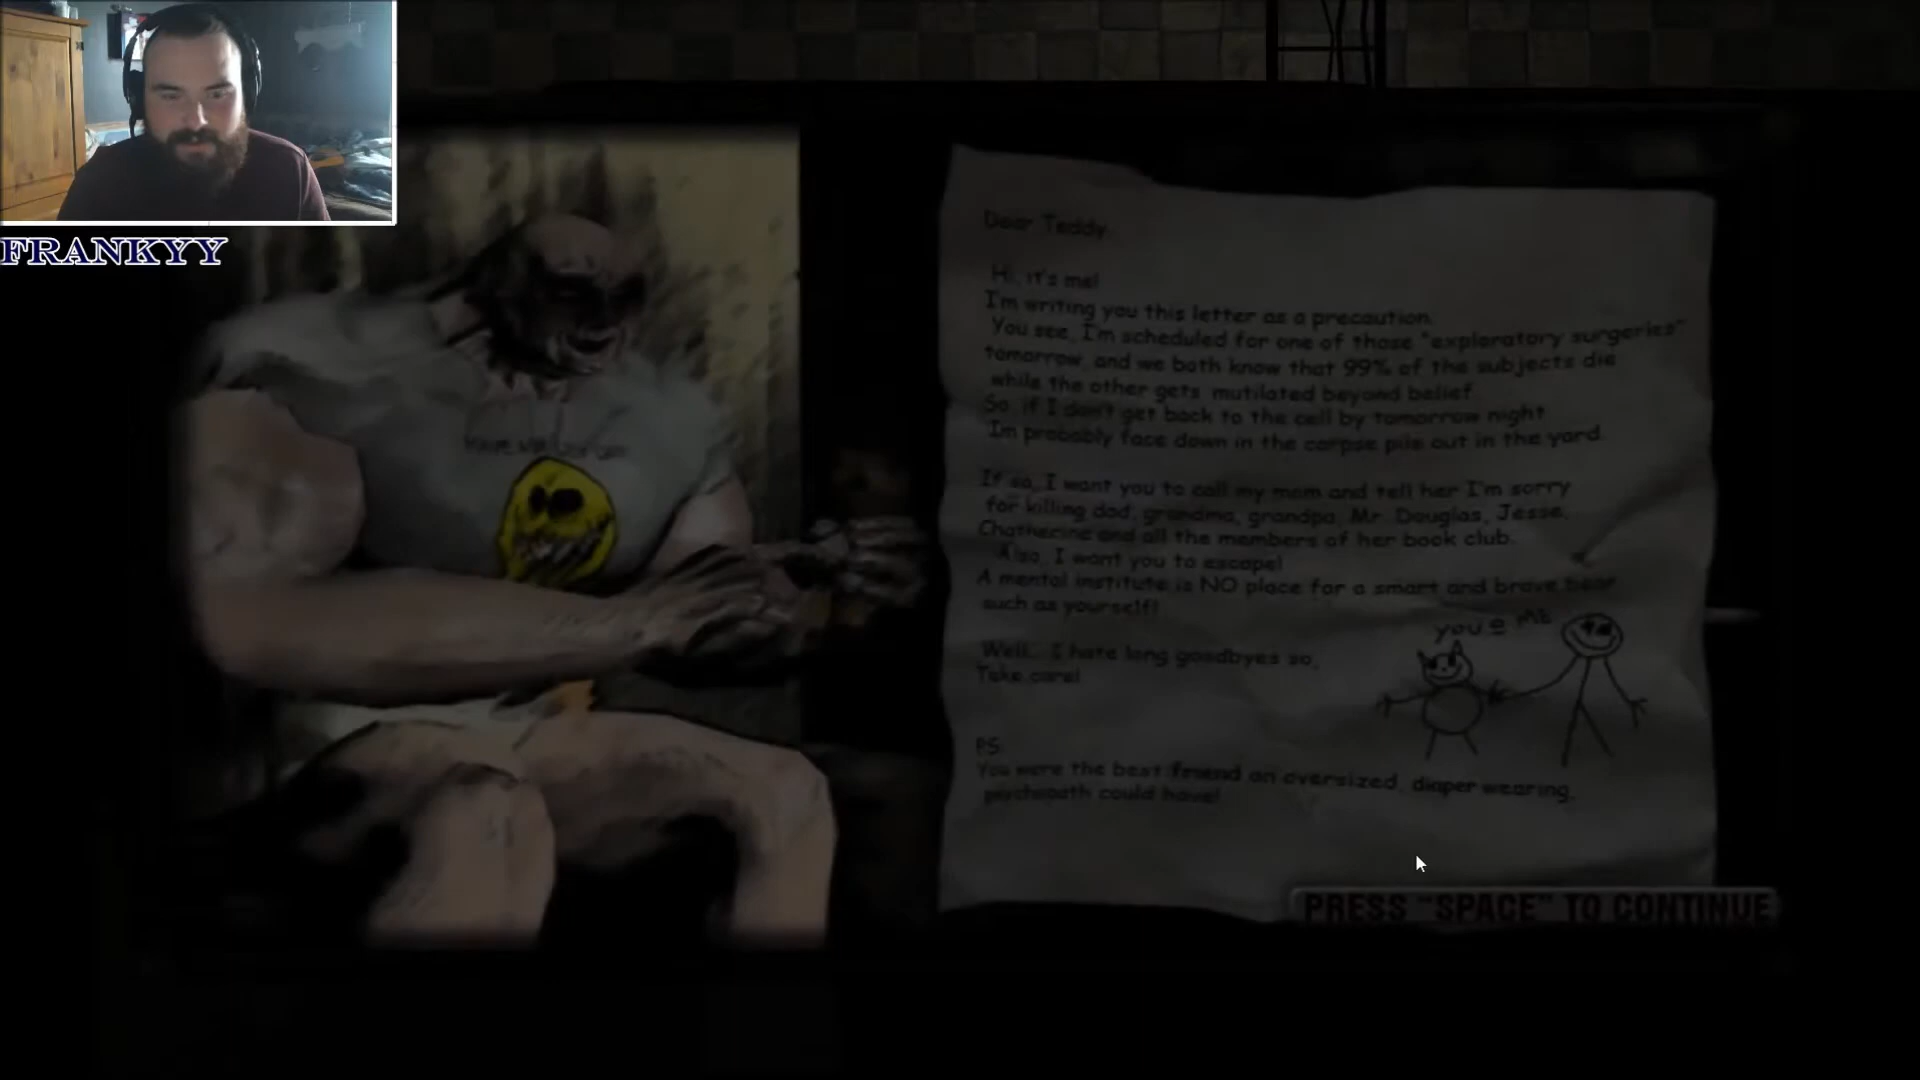 FRANKYY
Dear Teddy
Hi, it's me!
I'm writing you this letter as a precaution.
You see, I'm scheduled for one of those "exploratory surgeries"
tomorrow, and we both know that 99% of the subjects die
while the other gets mutilated beyond belief.
So, if I don't get back to the cell by tomorrow night
I'm probably face down in the corpse pile out in the yard.
If so, I want you to call my mom and tell her I'm sorry
for killing dad, grandma, grandpa, Mr. Douglas, Jesse,
Chatherine and all the members of her book club.
Also, I want you to escape!
A mental institute is NO place for a smart and brave bear
such as yourself!
you e me
Well.. I hate long goodbyes so,
Take care!
PS.
You were the best friend an oversized, diaper wearing,
psychopath could have!
PRESS "SPACE" TO CONTINUE